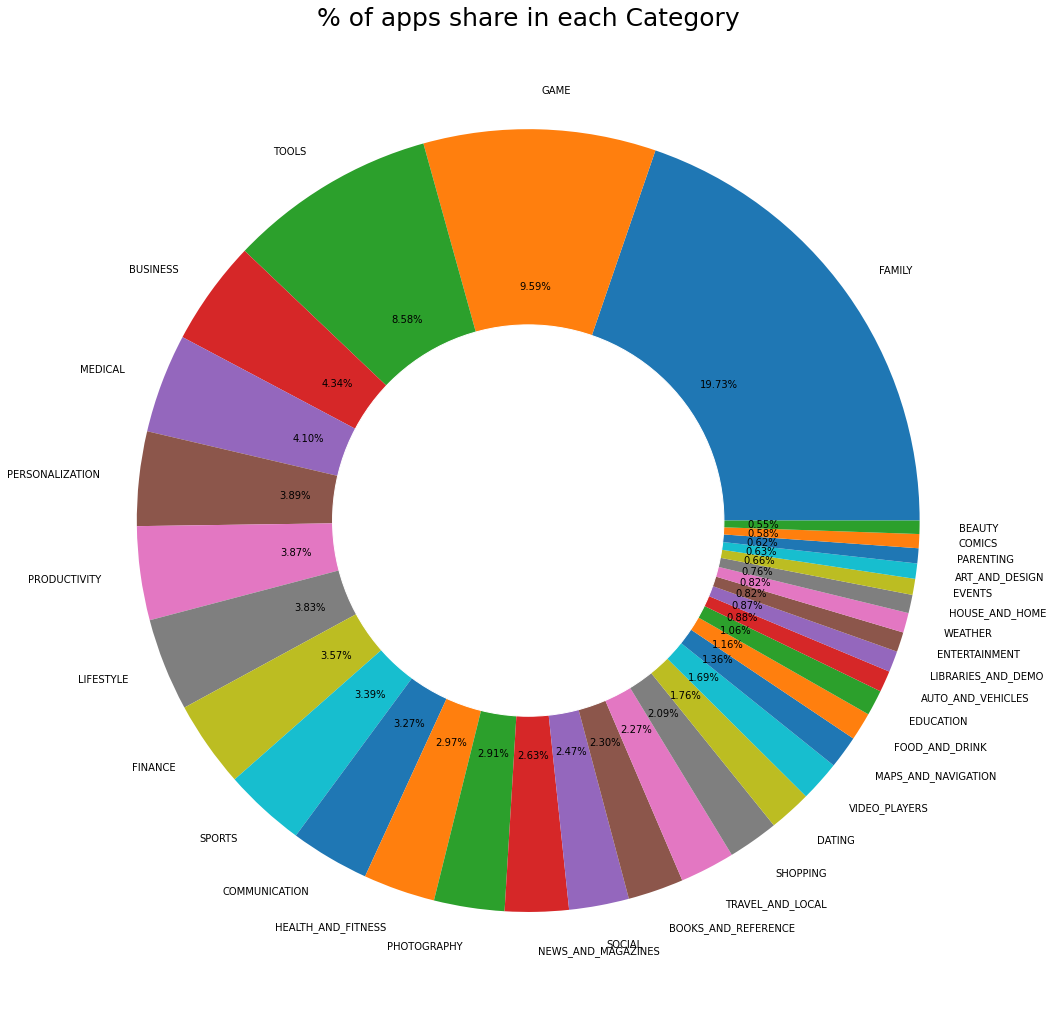 % of apps share in each Category
GAME
TOOLS
FAMILY
BUSINESS
9.59%
8.58%
MEDICAL
4.34%
19.73%
4.10%
PERSONALIZATION
3.89%
BEAUTY
0.55%
COMICS
0.58%
PARENTING
0.62%
ART_AND_DESIGN
0.63%
EVENTS
0.66%
HOUSE_AND_HOME
0.76%
WEATHER
0.82%
ENTERTAINMENT
0.82%
LIBRARIES_AND_DEMO
0.87%
AUTO_AND_VEHICLES
0.88%
EDUCATION
1.06%
FOOD_AND_DRINK
1.16%
MAPS_AND_NAVIGATION
1.36%
VIDEO_PLAYERS
1.69%
DATING
1.76%
SHOPPING
2.09%
TRAVEL_AND_LOCAL
2.27%
BOOKS_AND_REFERENCE
2.30%
SOCIAL
2.47%
NEWS_AND_MAGAZINES
2.63%
PHOTOGRAPHY
2.91%
HEALTH_AND_FITNESS
2.97%
COMMUNICATION
3.27%
SPORTS
3.39%
FINANCE
3.57%
LIFESTYLE
3.83%
PRODUCTIVITY
3.87%